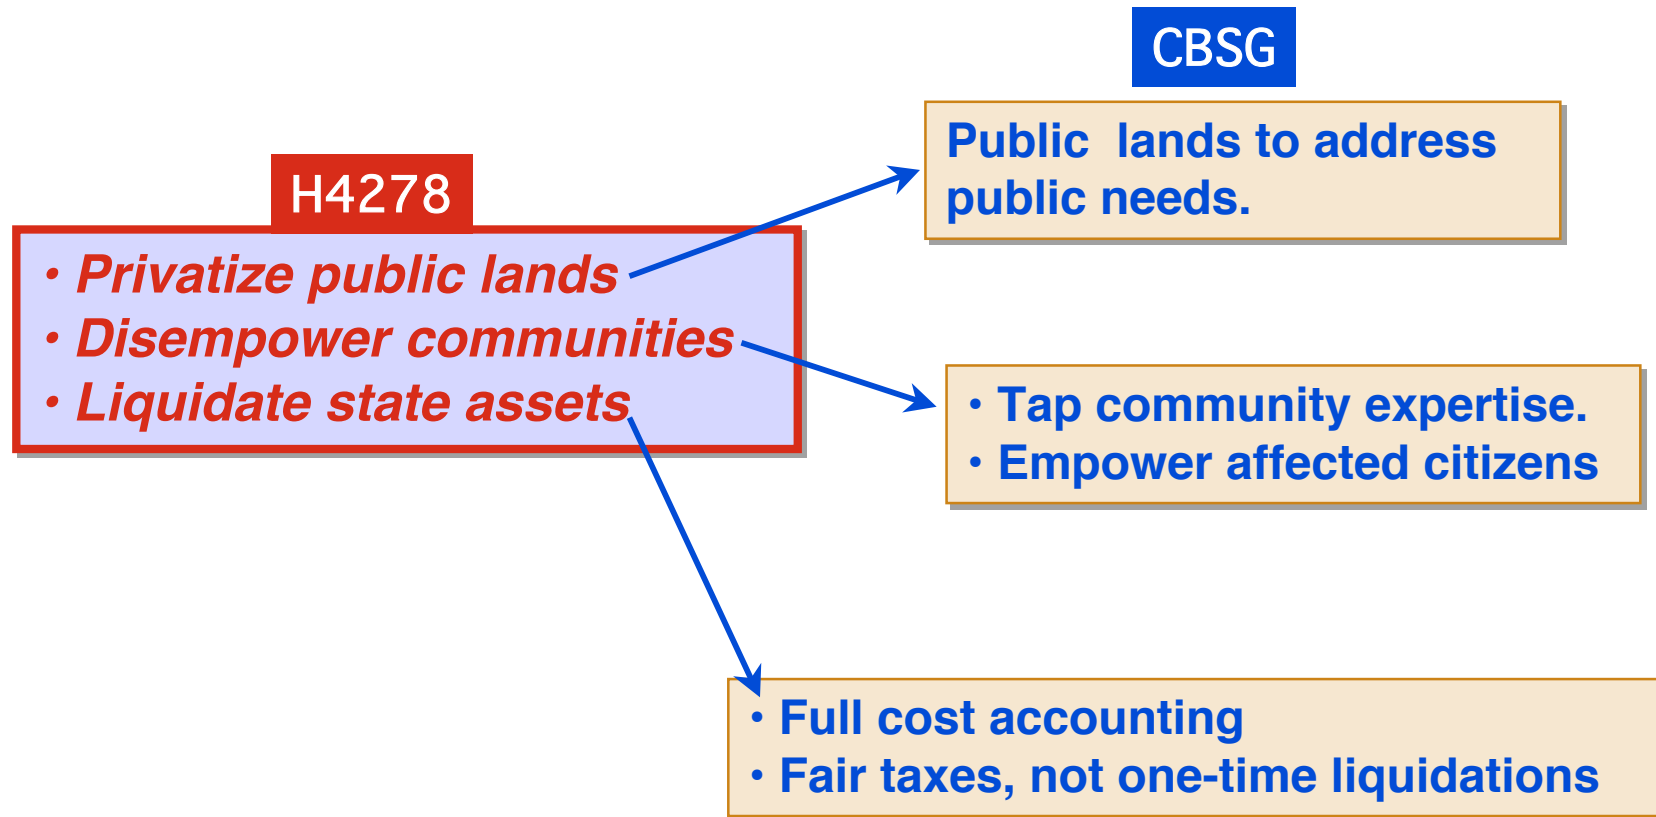 CBSG
Public lands to address
public needs.
H4278
• Privatize public lands
• Disempower communities
• Liquidate state assets
• Tap community expertise.
• Empower affected citizens
• Full cost accounting
• Fair taxes, not one-time liquidations